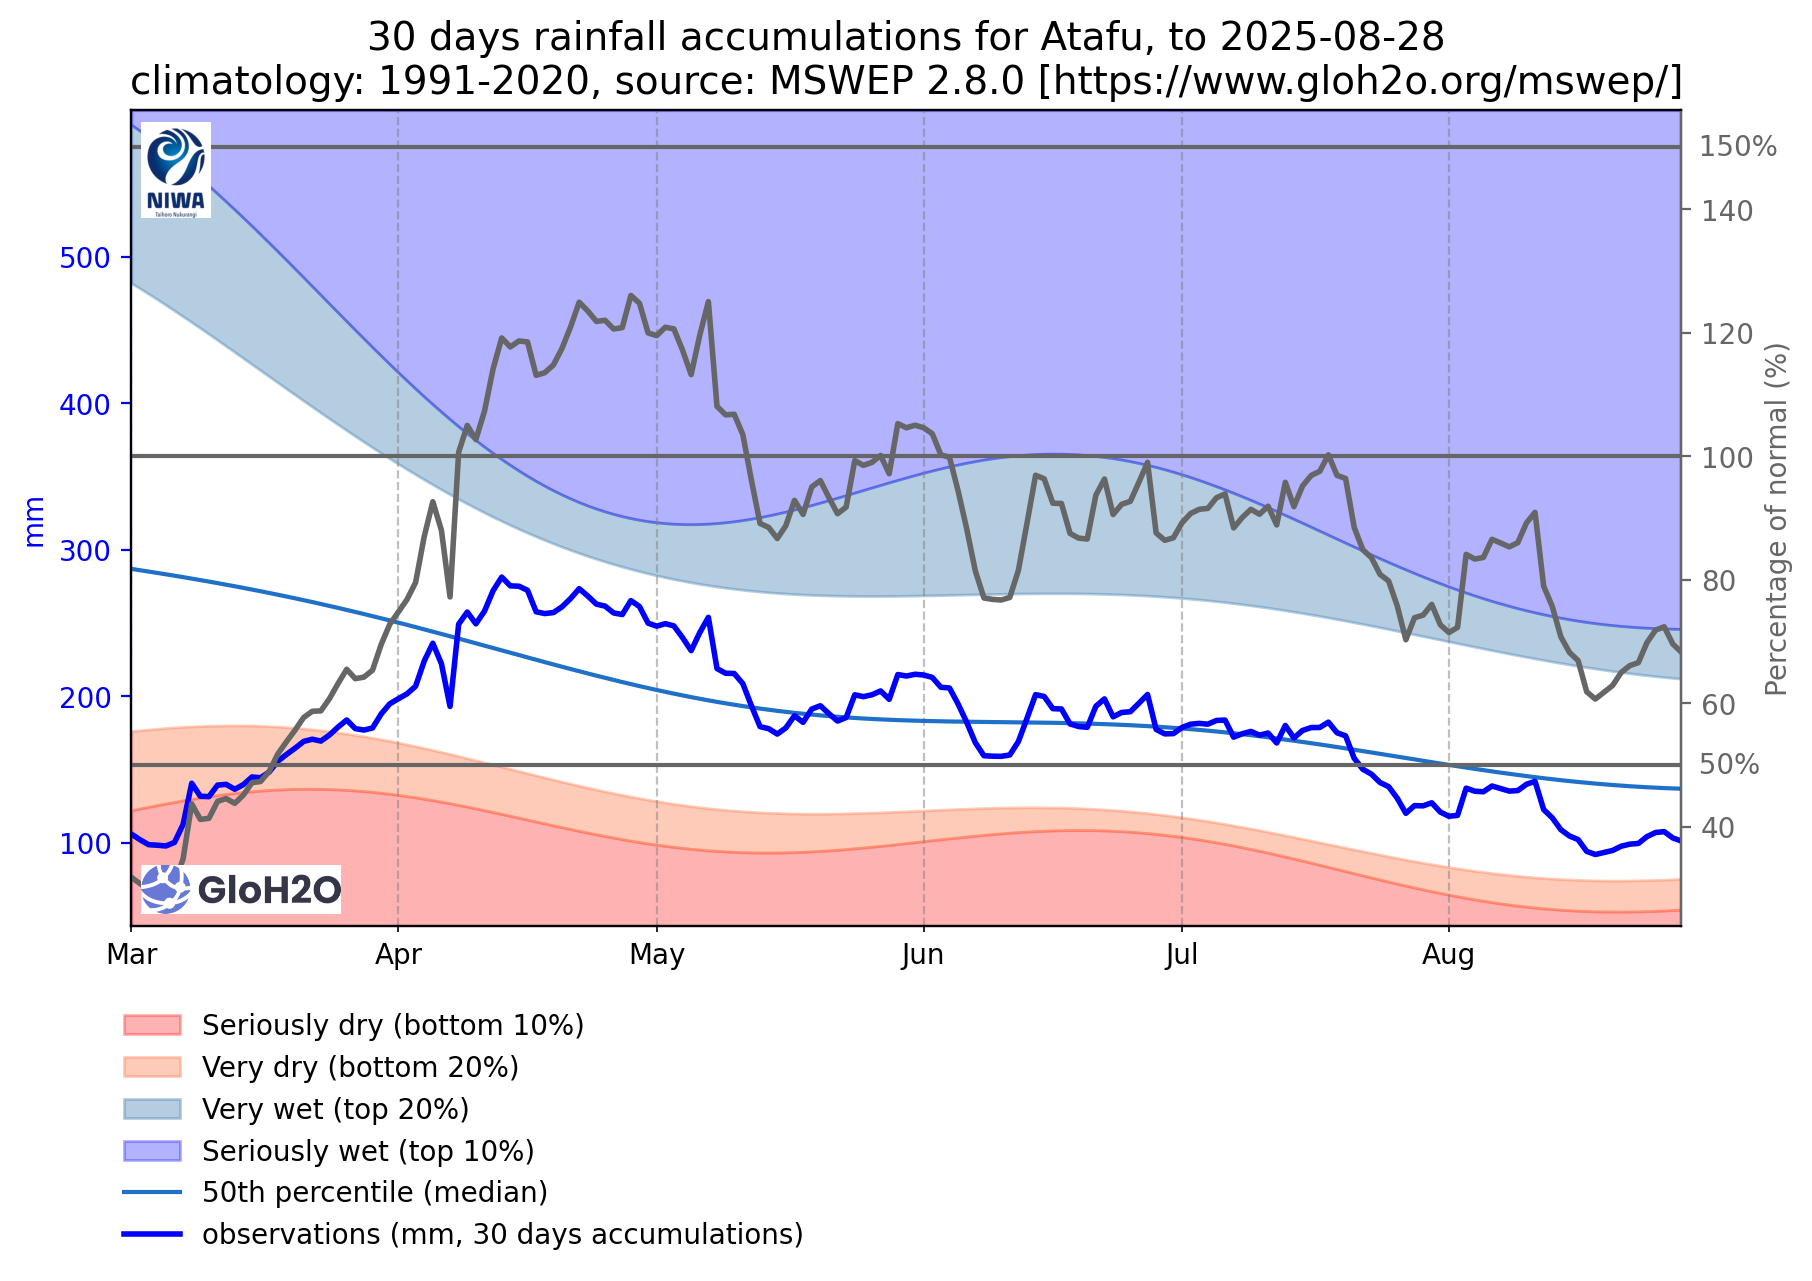 30 days rainfall accumulations for Atafu, to 2025-08-28
climatology: 1991-2020, source: MSWEP 2.8.0 [https://www.gloh2o.org/mswep/]
NIWA
Taihoro Nukurangi
500
400
300
200
100
mm
150%
140
120
100
80
60
50%
40
Percentage of normal (%)
GloH2O
Mar
Apr
May
Jun
Jul
Aug
Seriously dry (bottom 10%)
Very dry (bottom 20%)
Very wet (top 20%)
Seriously wet (top 10%)
50th percentile (median)
observations (mm, 30 days accumulations)